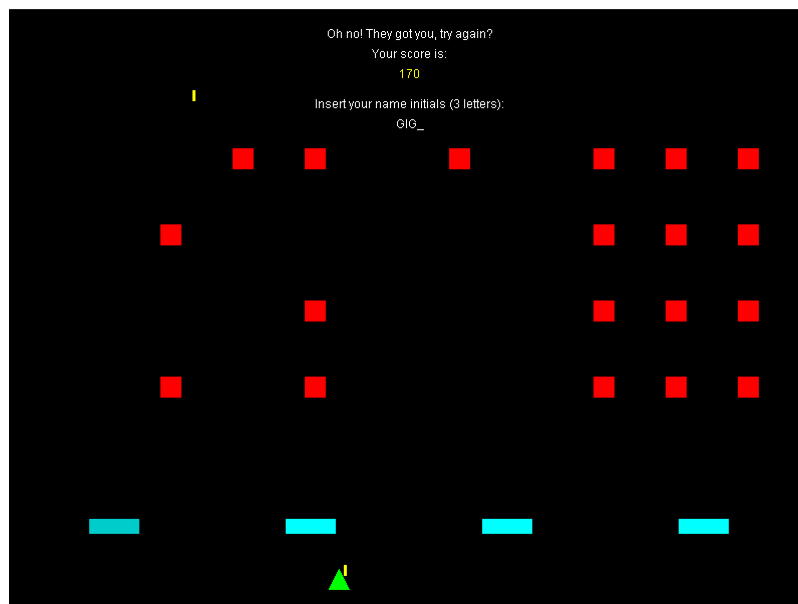 Oh no! They got you, try again?
Your score is:
170
Insert your name initials (3 letters):
GIG_